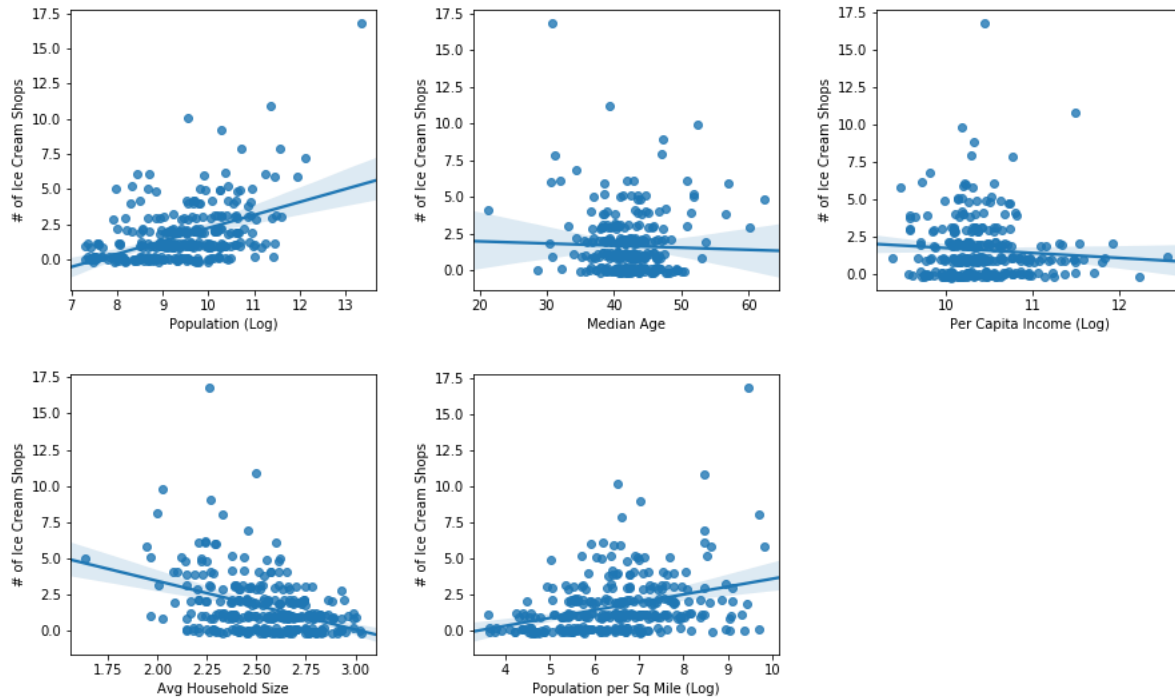 17.5
15.0
12.5
10.0
7.5
5.0
2.5
0.0
# of Ice Cream Shops
7 8 9 10 11 12 13
Population (Log)
17.5
15.0
12.5
10.0
7.5
5.0
2.5
0.0
# of Ice Cream Shops
20 30 40 50 60
Median Age
17.5
15.0
12.5
10.0
7.5
5.0
2.5
0.0
# of Ice Cream Shops
10 11 12
Per Capita Income (Log)
17.5
15.0
12.5
10.0
7.5
5.0
2.5
0.0
# of Ice Cream Shops
1.75 2.00 2.25 2.50 2.75 3.00
Avg Household Size
17.5
15.0
12.5
10.0
7.5
5.0
2.5
0.0
# of Ice Cream Shops
4 5 6 7 8 9 10
Population per Sq Mile (Log)